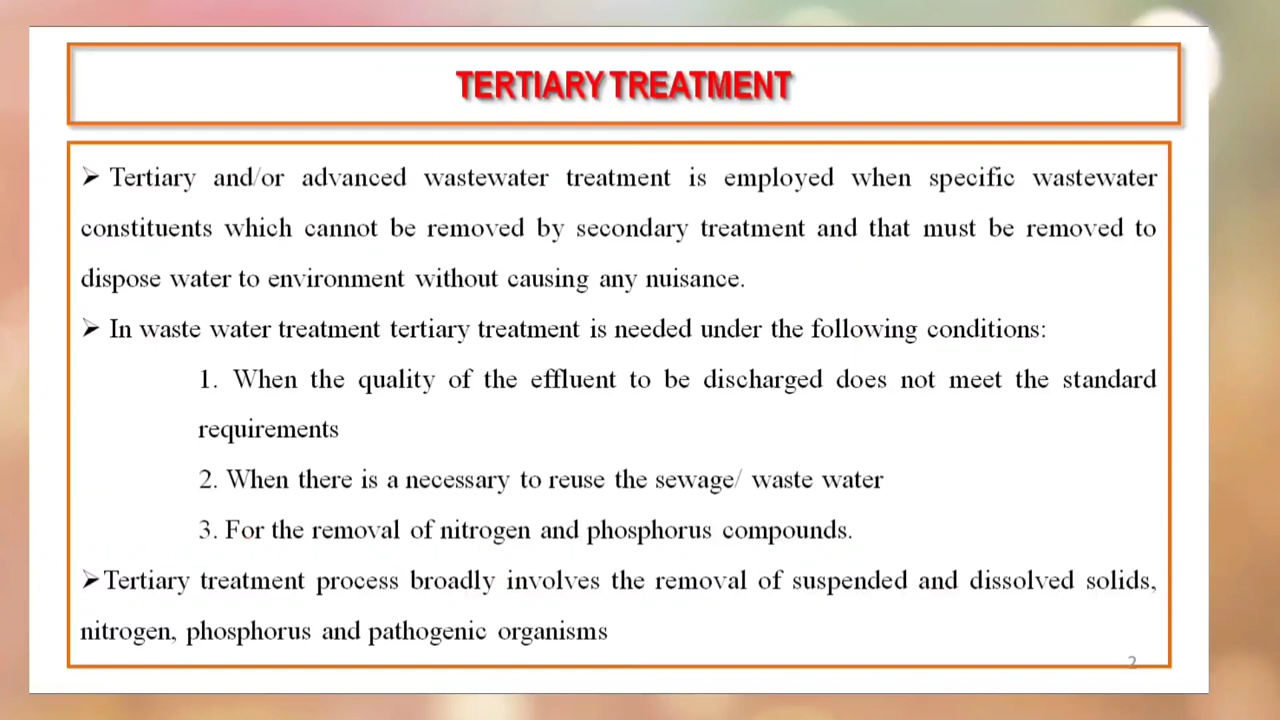 TERTIARY TREATMENT
➢ Tertiary and/or advanced wastewater treatment is employed when specific wastewater
constituents which cannot be removed by secondary treatment and that must be removed to
dispose water to environment without causing any nuisance.
➢ In waste water treatment tertiary treatment is needed under the following conditions:
1. When the quality of the effluent to be discharged does not meet the standard
requirements
2. When there is a necessary to reuse the sewage/ waste water
3. For the removal of nitrogen and phosphorus compounds.
➢Tertiary treatment process broadly involves the removal of suspended and dissolved solids,
nitrogen, phosphorus and pathogenic organisms
2